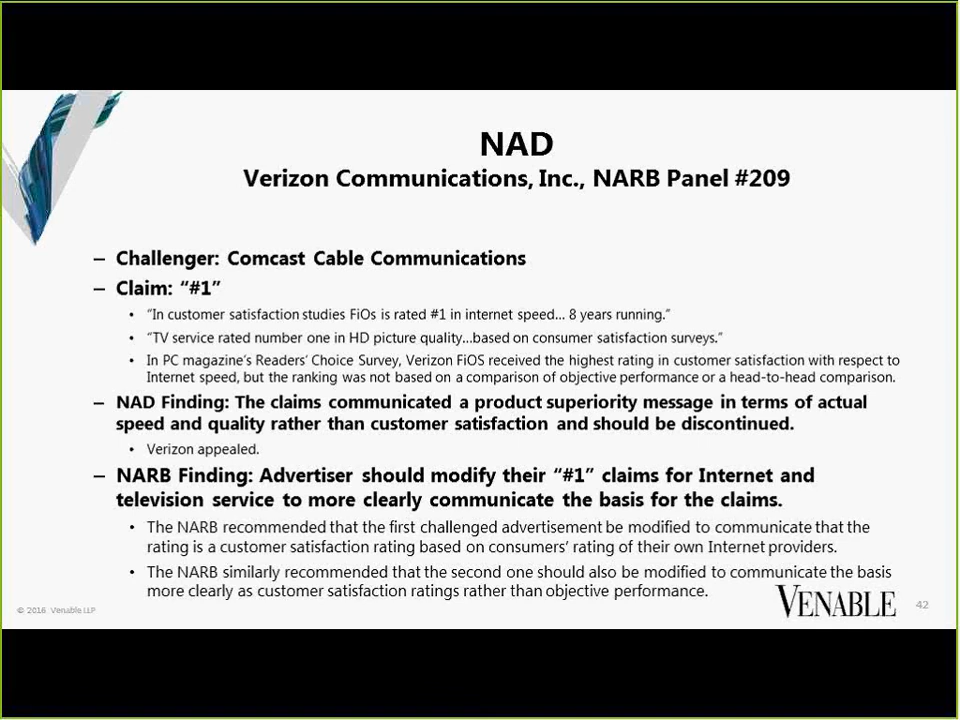 NAD
Verizon Communications, Inc., NARB Panel #209
– Challenger: Comcast Cable Communications
– Claim: “#1”
• “In customer satisfaction studies FiOs is rated #1 in internet speed... 8 years running.”
• “TV service rated number one in HD picture quality...based on consumer satisfaction surveys.”
• In PC magazine’s Readers’ Choice Survey, Verizon FiOS received the highest rating in customer satisfaction with respect to
Internet speed, but the ranking was not based on a comparison of objective performance or a head-to-head comparison.
– NAD Finding: The claims communicated a product superiority message in terms of actual
speed and quality rather than customer satisfaction and should be discontinued.
• Verizon appealed.
– NARB Finding: Advertiser should modify their “#1” claims for Internet and
television service to more clearly communicate the basis for the claims.
• The NARB recommended that the first challenged advertisement be modified to communicate that the
rating is a customer satisfaction rating based on consumers’ rating of their own Internet providers.
• The NARB similarly recommended that the second one should also be modified to communicate the basis
more clearly as customer satisfaction ratings rather than objective performance.
© 2016 Venable LLP
VENABLE
42